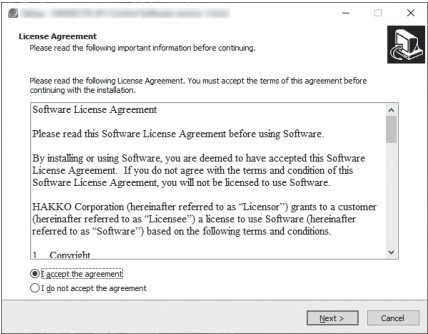 License Agreement
Please read the following important information before continuing.
Please read the following License Agreement. You must accept the terms of this agreement before
continuing with the installation.
Software License Agreement
Please read this Software License Agreement before using Software.
By installing or using Software, you are deemed to have accepted this Software
License Agreement.  If you do not agree with the terms and condition of this
Software License Agreement, you will not be licensed to use Software.
HAKKO Corporation (hereinafter referred to as “Licensor”) grants to a customer
(hereinafter referred to as “Licensee”) a license to use Software (hereinafter
referred to as “Software”) based on the following terms and conditions.
1   Copyright
I accept the agreement
I do not accept the agreement
Next >
Cancel